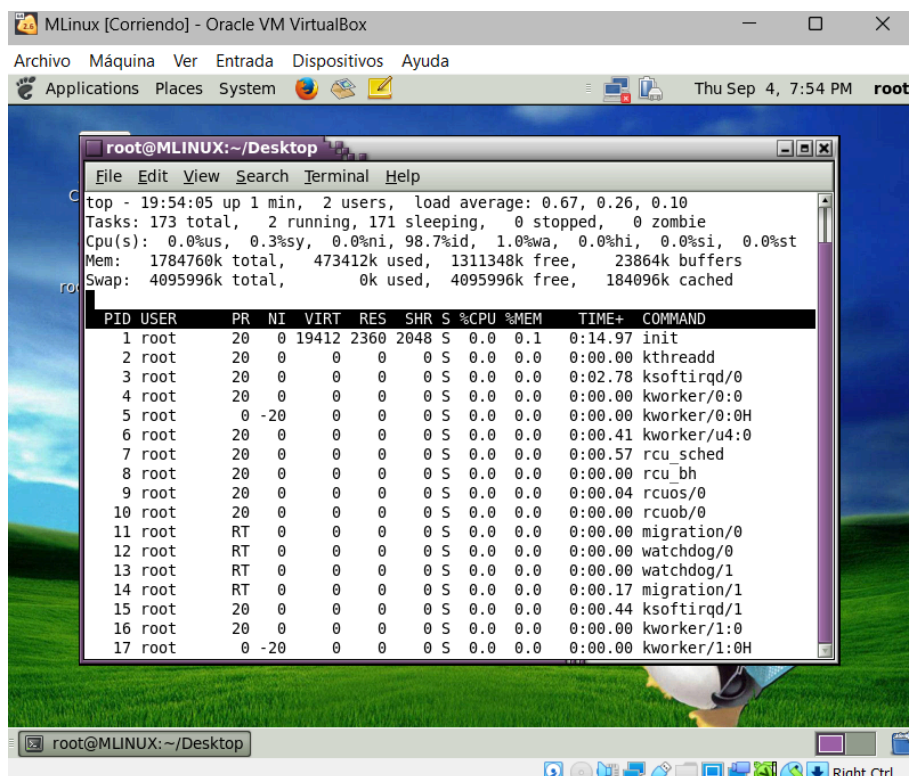 MLinux [Corriendo] - Oracle VM VirtualBox
Archivo Máquina Ver Entrada Dispositivos Ayuda
Applications Places System Thu Sep 4, 7:54 PM root
root@MLINUX:~/Desktop
File Edit View Search Terminal Help
top - 19:54:05 up 1 min, 2 users, load average: 0.67, 0.26, 0.10
Tasks: 173 total, 2 running, 171 sleeping, 0 stopped, 0 zombie
Cpu(s): 0.0%us, 0.3%sy, 0.0%ni, 98.7%id, 1.0%wa, 0.0%hi, 0.0%si, 0.0%st
Mem: 1784760k total, 473412k used, 1311348k free, 23864k buffers
Swap: 4095996k total, 0k used, 4095996k free, 184096k cached
PID USER PR NI VIRT RES SHR S %CPU %MEM TIME+ COMMAND
1 root 20 0 19412 2360 2048 S 0.0 0.1 0:14.97 init
2 root 20 0 0 0 0 S 0.0 0.0 0:00.00 kthreadd
3 root 20 0 0 0 0 S 0.0 0.0 0:02.78 ksoftirqd/0
4 root 20 0 0 0 0 S 0.0 0.0 0:00.00 kworker/0:0
5 root 0 -20 0 0 0 S 0.0 0.0 0:00.00 kworker/0:0H
6 root 20 0 0 0 0 S 0.0 0.0 0:00.41 kworker/u4:0
7 root 20 0 0 0 0 S 0.0 0.0 0:00.57 rcu_sched
8 root 20 0 0 0 0 S 0.0 0.0 0:00.00 rcu_bh
9 root 20 0 0 0 0 S 0.0 0.0 0:00.04 rcuos/0
10 root 20 0 0 0 0 S 0.0 0.0 0:00.00 rcuob/0
11 root RT 0 0 0 0 S 0.0 0.0 0:00.00 migration/0
12 root RT 0 0 0 0 S 0.0 0.0 0:00.00 watchdog/0
13 root RT 0 0 0 0 S 0.0 0.0 0:00.00 watchdog/1
14 root RT 0 0 0 0 S 0.0 0.0 0:00.17 migration/1
15 root 20 0 0 0 0 S 0.0 0.0 0:00.44 ksoftirqd/1
16 root 20 0 0 0 0 S 0.0 0.0 0:00.00 kworker/1:0
17 root 0 -20 0 0 0 S 0.0 0.0 0:00.00 kworker/1:0H
root@MLINUX:~/Desktop
Right Ctrl